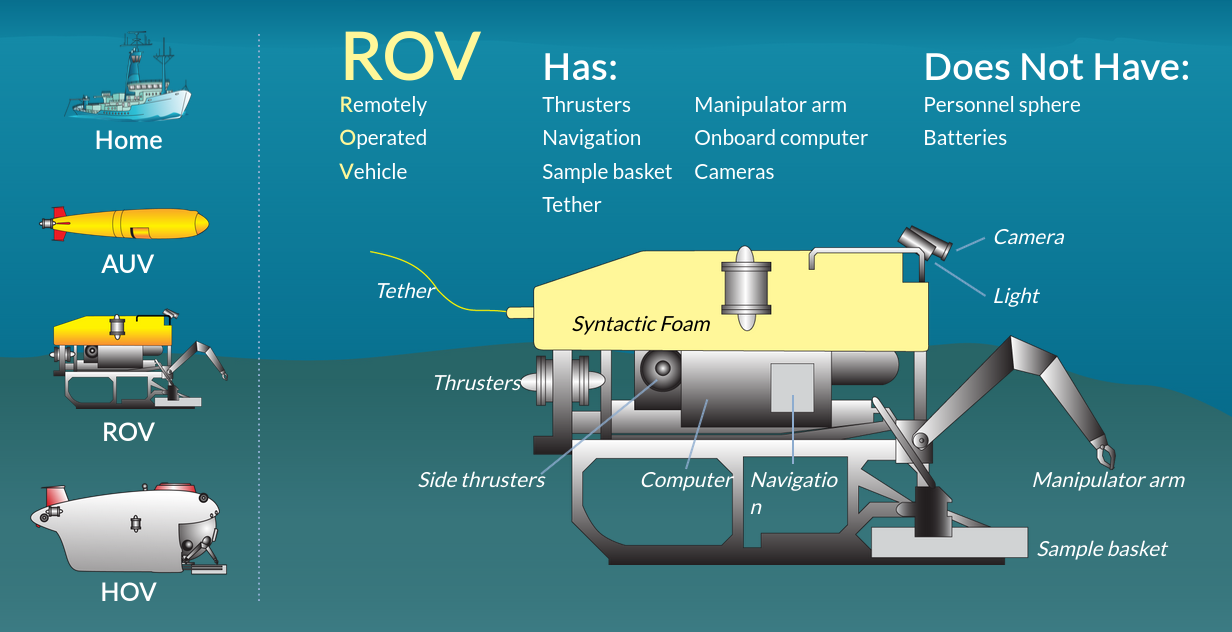 Home
AUV
ROV
HOV
ROV
Remotely
Operated
Vehicle
Has:
Thrusters
Navigation
Sample basket
Tether
Manipulator arm
Onboard computer
Cameras
Does Not Have:
Personnel sphere
Batteries
Camera
Light
Tether
Syntactic Foam
Thrusters
Side thrusters
Computer
Navigatio
n
Manipulator arm
Sample basket